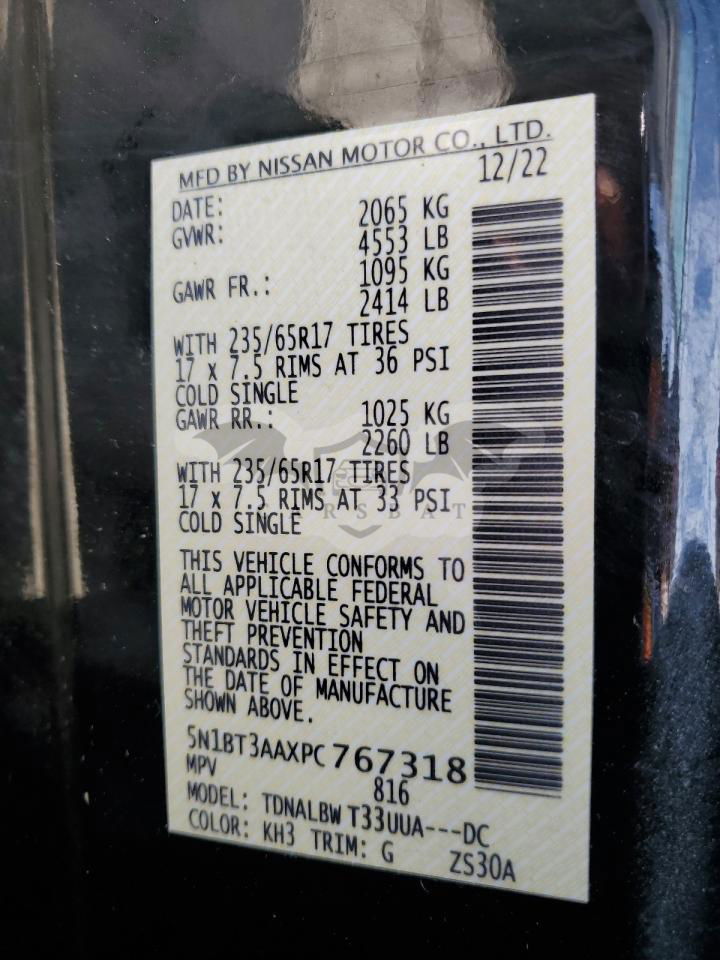 MFD BY NISSAN MOTOR CO., LTD.
DATE: 12/22
GVWR: 2065 KG
4553 LB
GAWR FR.: 1095 KG
2414 LB
WITH 235/65R17 TIRES
17 x 7.5 RIMS AT 36 PSI
COLD SINGLE
GAWR RR.: 1025 KG
2260 LB
WITH 235/65R17 TIRES
17 x 7.5 RIMS AT 33 PSI
COLD SINGLE
RSBAT
THIS VEHICLE CONFORMS TO
ALL APPLICABLE FEDERAL
MOTOR VEHICLE SAFETY AND
THEFT PREVENTION
STANDARDS IN EFFECT ON
THE DATE OF MANUFACTURE
SHOWN ABOVE.
5N1BT3AAXPC767318
MPV 816
MODEL: TDNALBW T33UUA---DC
COLOR: KH3 TRIM: G ZS30A